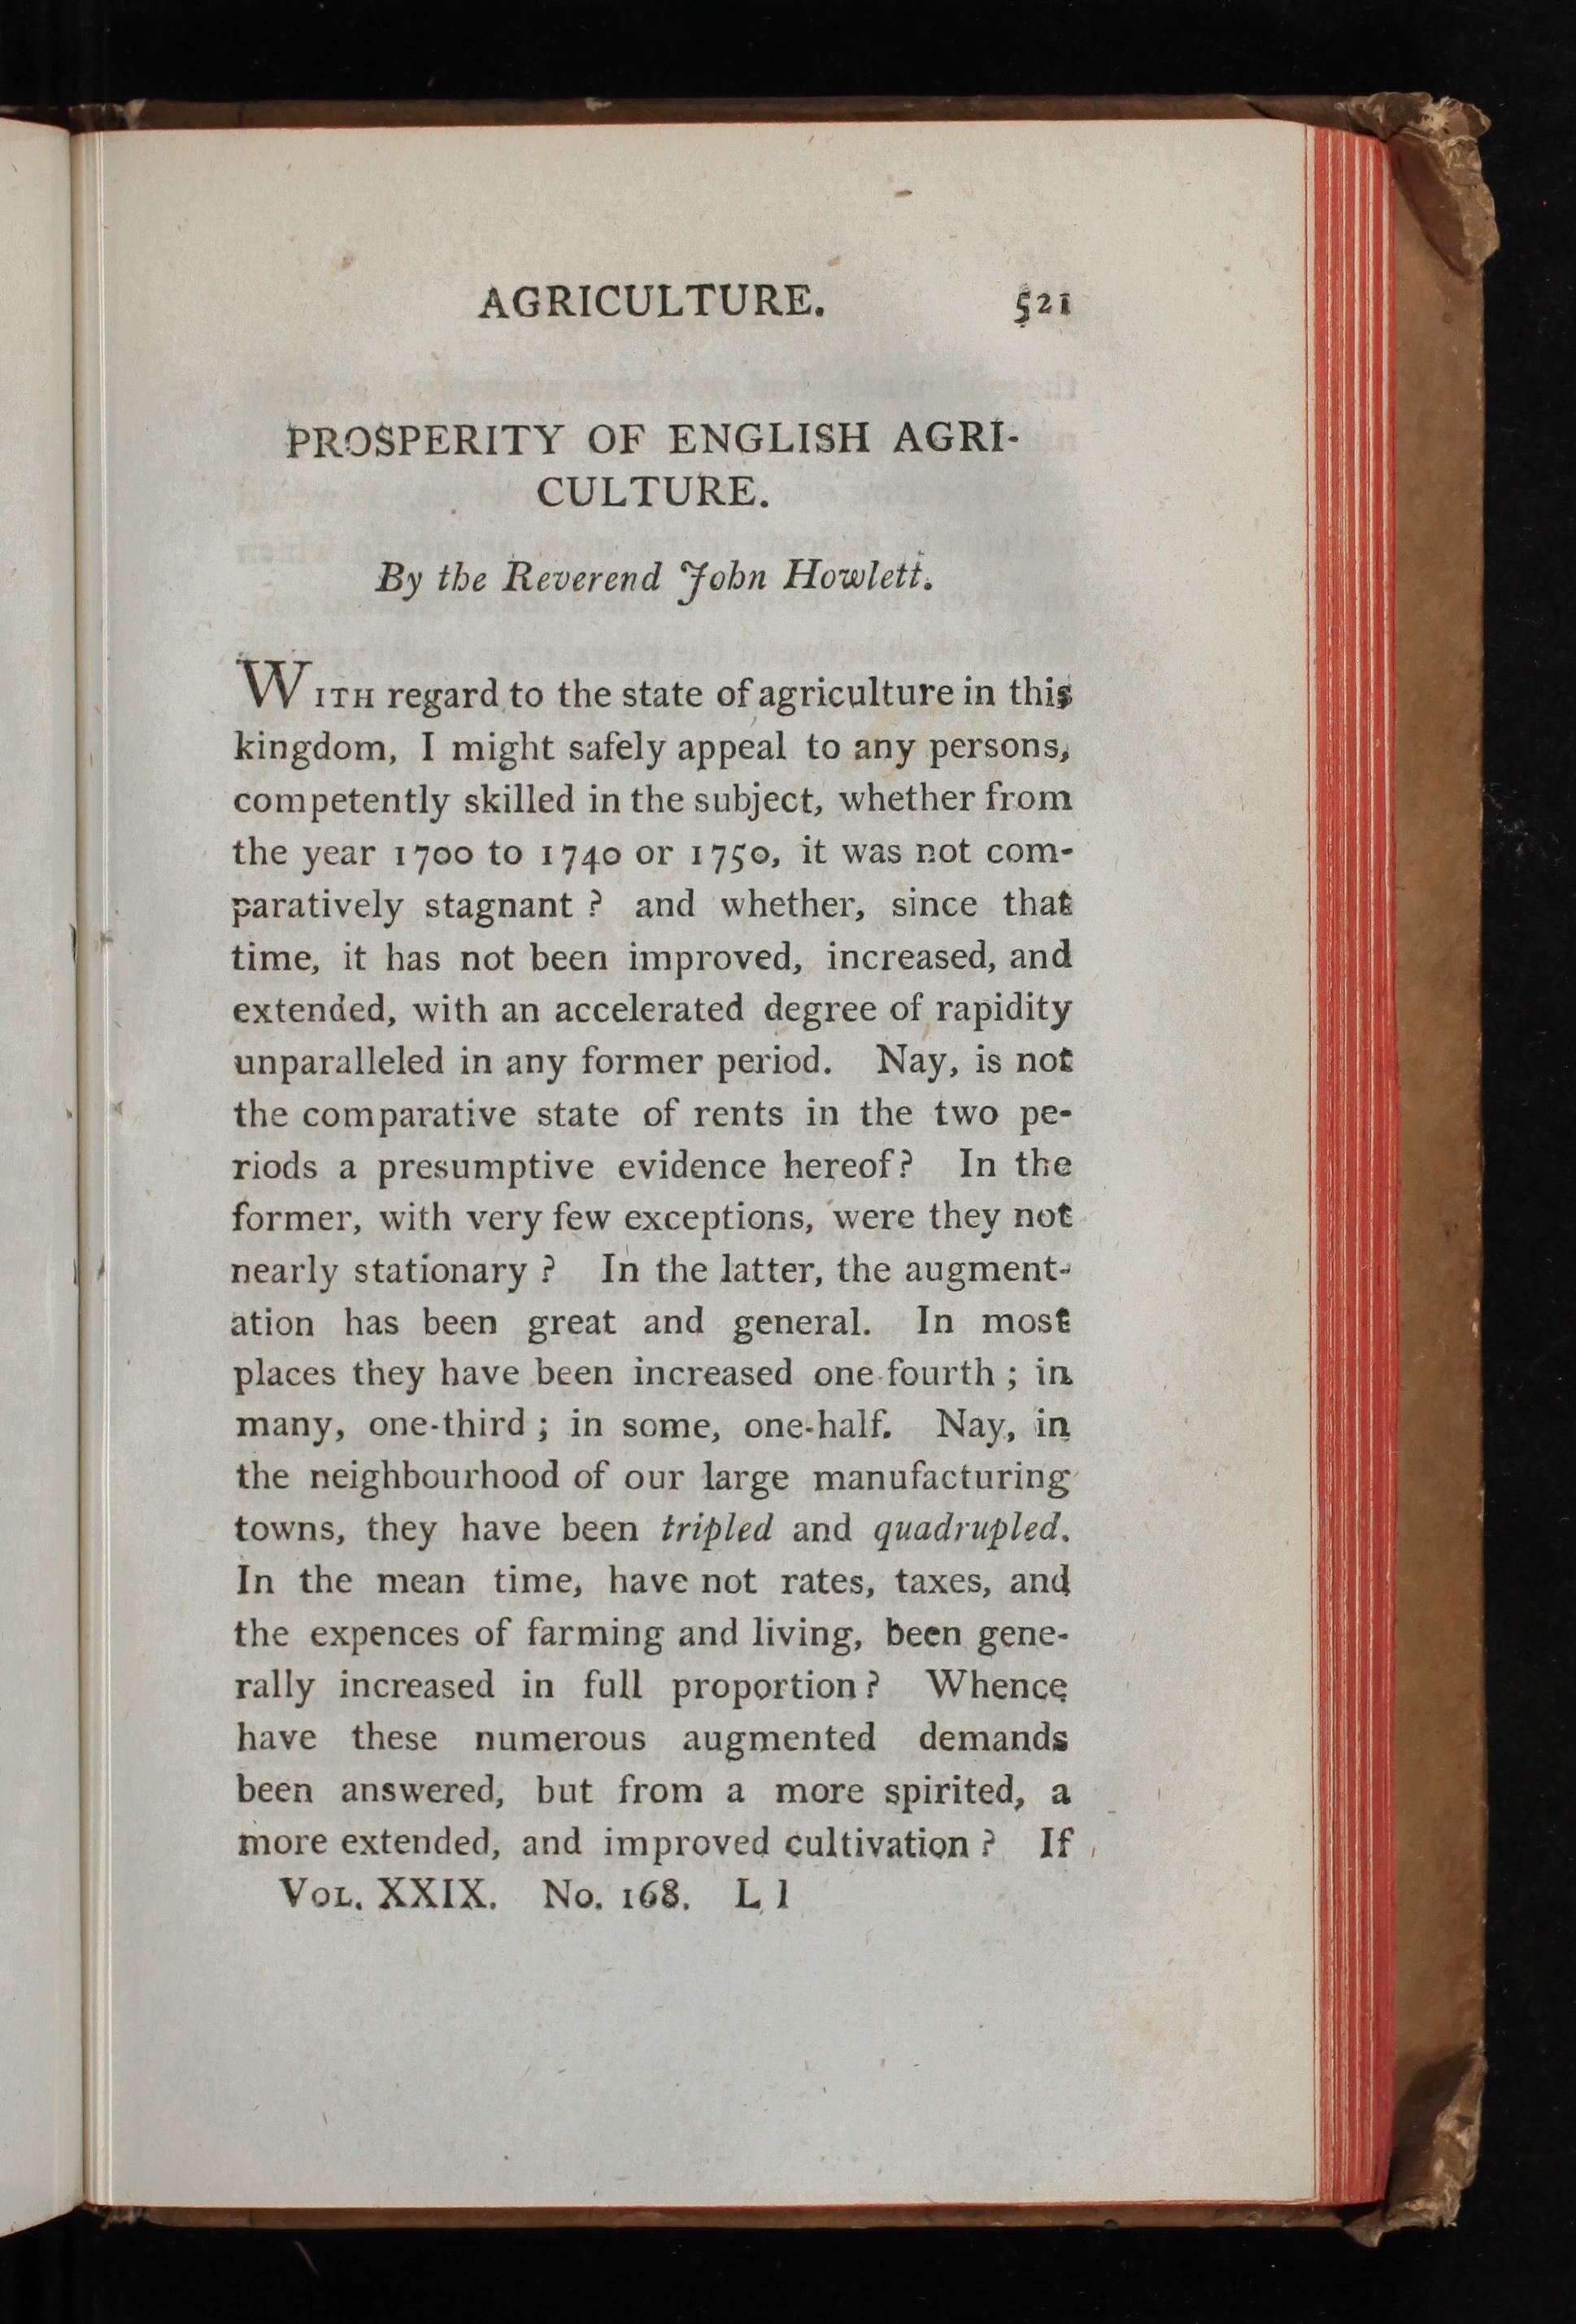 AGRICULTURE. 521
PROSPERITY OF ENGLISH AGRI-
CULTURE.
By the Reverend John Howlett.
WITH regard to the state of agriculture in this
kingdom, I might safely appeal to any persons,
competently skilled in the subject, whether from
the year 1700 to 1740 or 1750, it was not com-
paratively stagnant ? and whether, since that
time, it has not been improved, increased, and
extended, with an accelerated degree of rapidity
unparalleled in any former period. Nay, is not
the comparative state of rents in the two pe-
riods a presumptive evidence hereof? In the
former, with very few exceptions, were they not
nearly stationary ? In the latter, the augment-
ation has been great and general. In most
places they have been increased one-fourth ; in
many, one-third ; in some, one-half. Nay, in
the neighbourhood of our large manufacturing
towns, they have been tripled and quadrupled.
In the mean time, have not rates, taxes, and
the expences of farming and living, been gene-
rally increased in full proportion ? Whence
have these numerous augmented demands
been answered, but from a more spirited, a
more extended, and improved cultivation ? If
VOL. XXIX. No. 168. L l